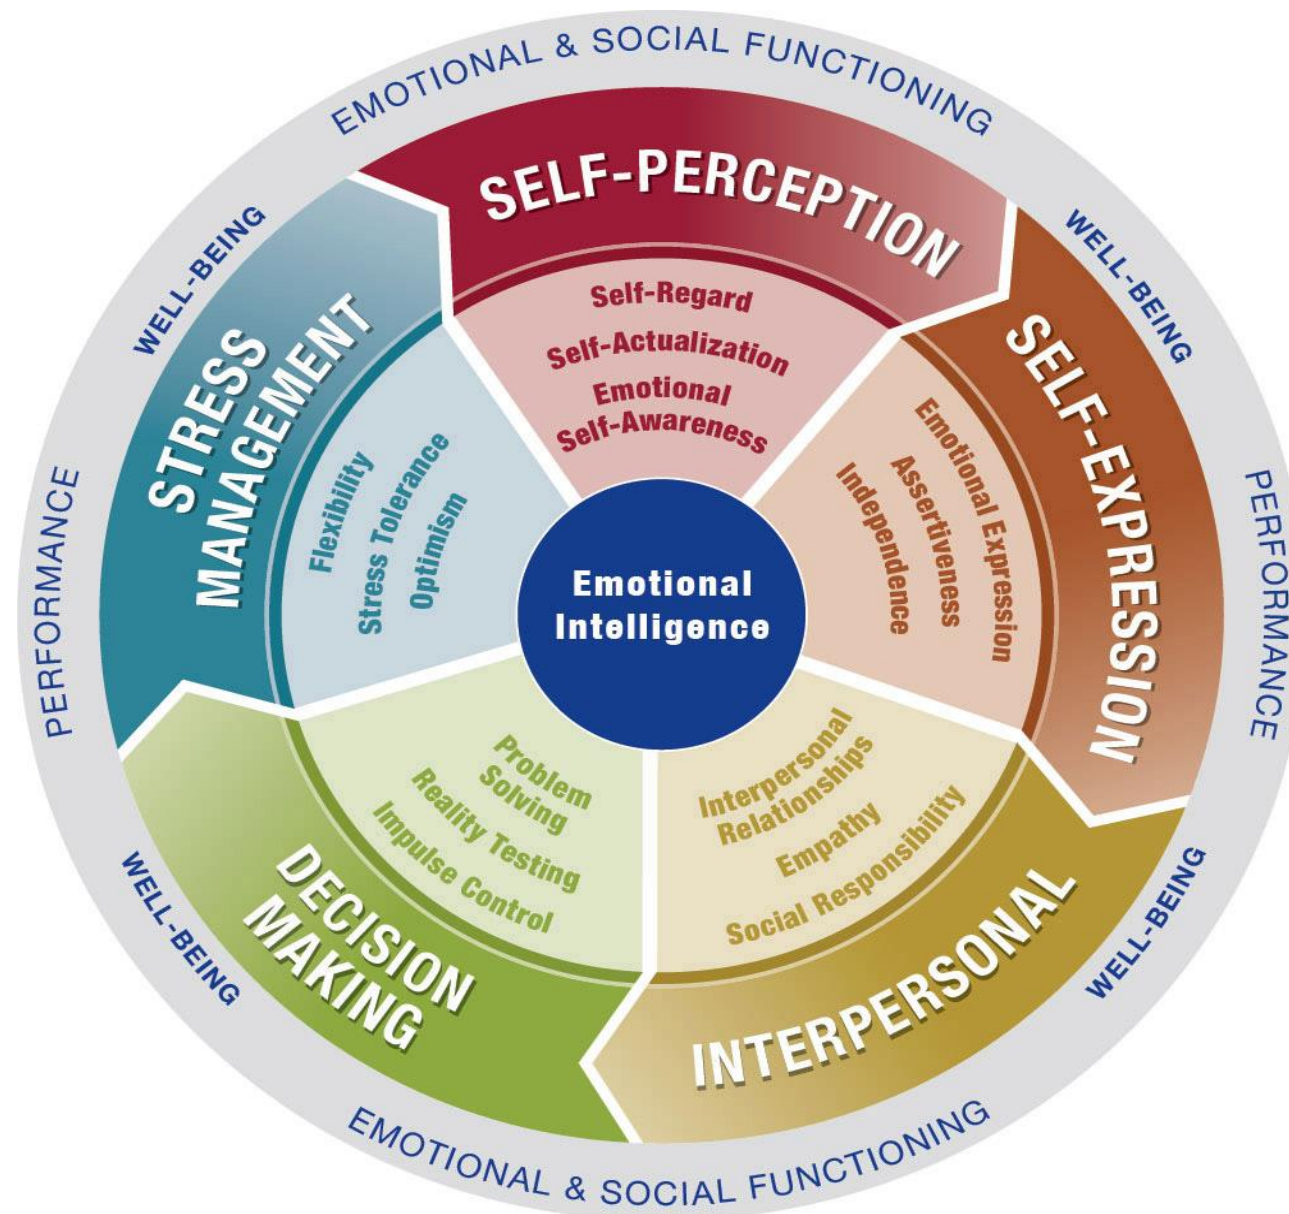 EMOTIONAL & SOCIAL FUNCTIONING
WELL-BEING
WELL-BEING
PERFORMANCE
PERFORMANCE
WELL-BEING
WELL-BEING
EMOTIONAL & SOCIAL FUNCTIONING
SELF-PERCEPTION
Self-Regard
Self-Actualization
Emotional
Self-Awareness
SELF-EXPRESSION
Emotional Expression
Assertiveness
Independence
INTERPERSONAL
Interpersonal
Relationships
Empathy
Social Responsibility
DECISION
MAKING
Problem
Solving
Reality Testing
Impulse Control
STRESS
MANAGEMENT
Flexibility
Stress Tolerance
Optimism
Emotional
Intelligence